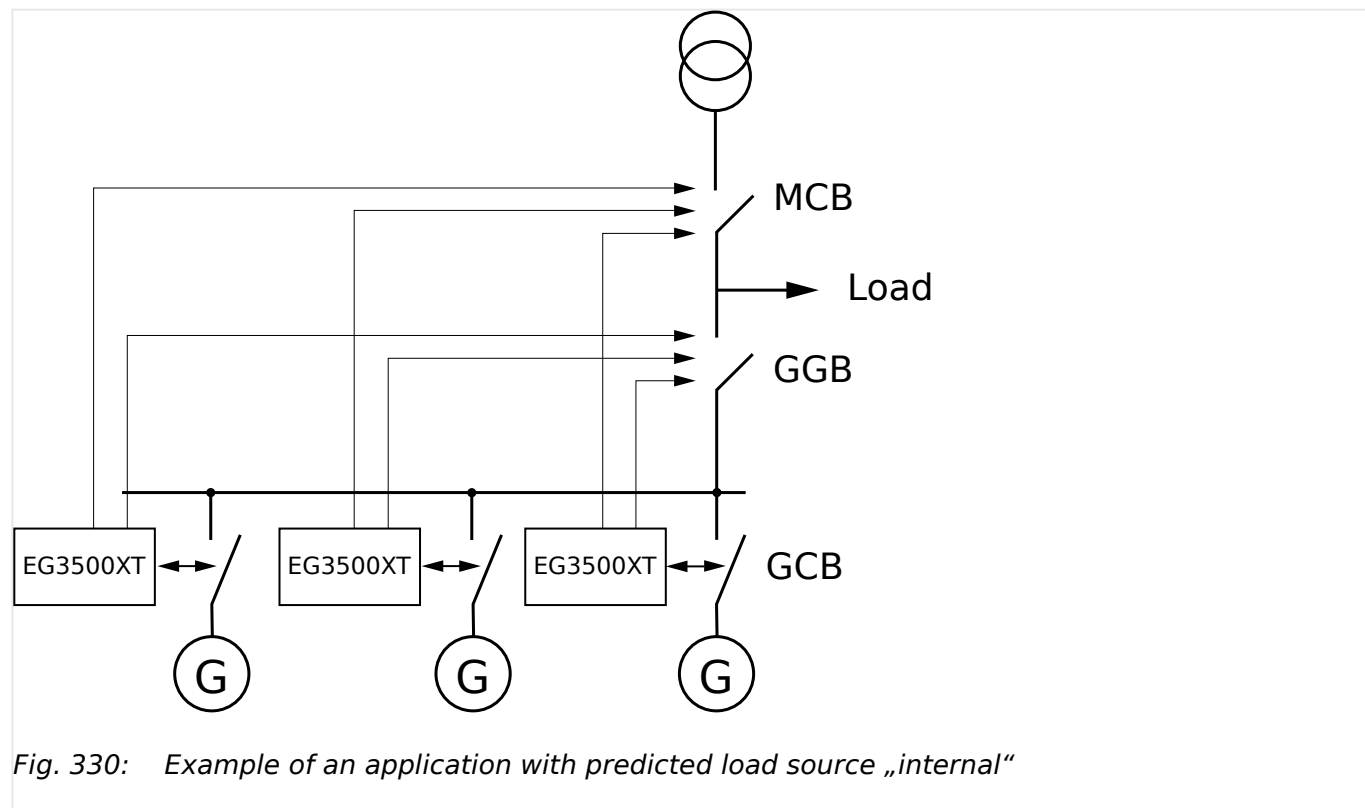 MCB
Load
GGB
EG3500XT
EG3500XT
EG3500XT
GCB
G
G
G
Fig. 330: Example of an application with predicted load source „internal“